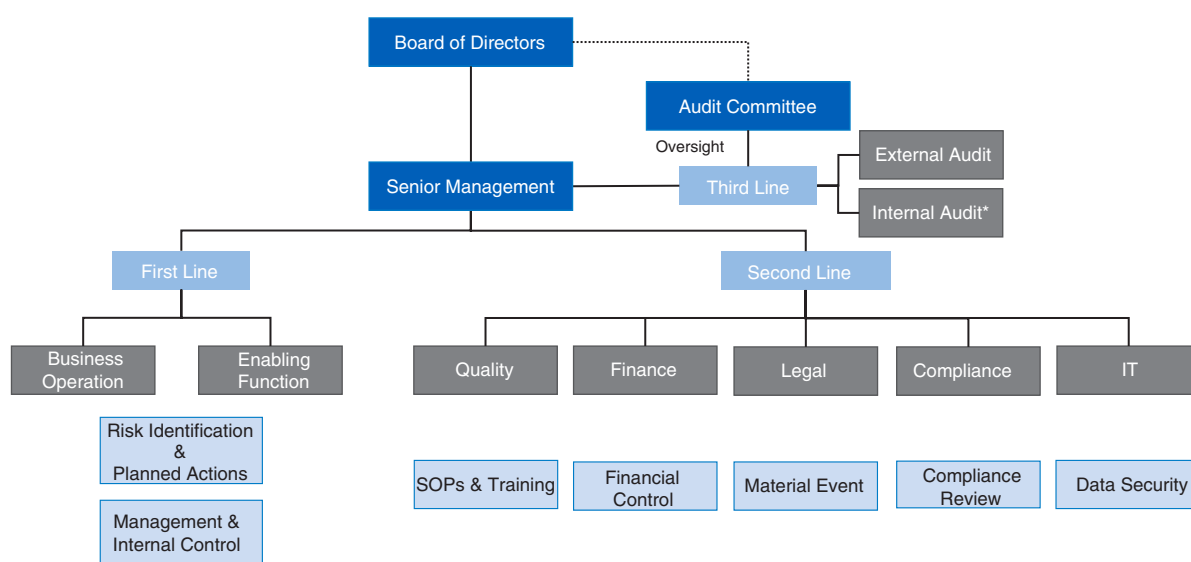 Board of Directors
Audit Committee
Oversight
External Audit
Senior Management
Third Line
Internal Audit*
First Line
Second Line
Business
Operation
Enabling
Function
Quality
Finance
Legal
Compliance
IT
Risk Identification
&
Planned Actions
SOPs & Training
Financial
Control
Material Event
Compliance
Review
Data Security
Management &
Internal Control